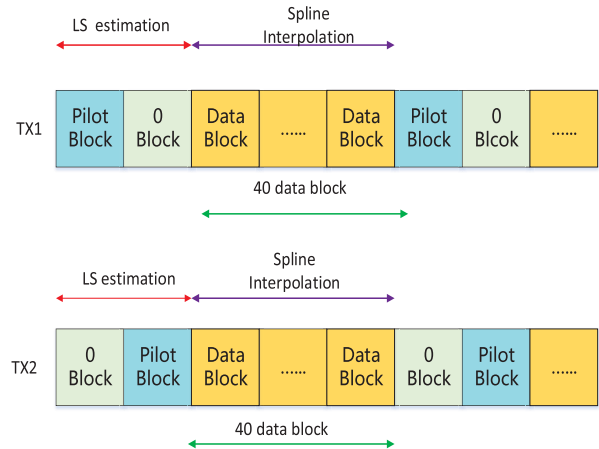 LS estimation
Spline
Interpolation
TX1
Pilot
Block
0
Block
Data
Block
......
Data
Block
Pilot
Block
0
Blcok
......
40 data block
LS estimation
Spline
Interpolation
TX2
0
Block
Pilot
Block
Data
Block
......
Data
Block
0
Block
Pilot
Block
......
40 data block